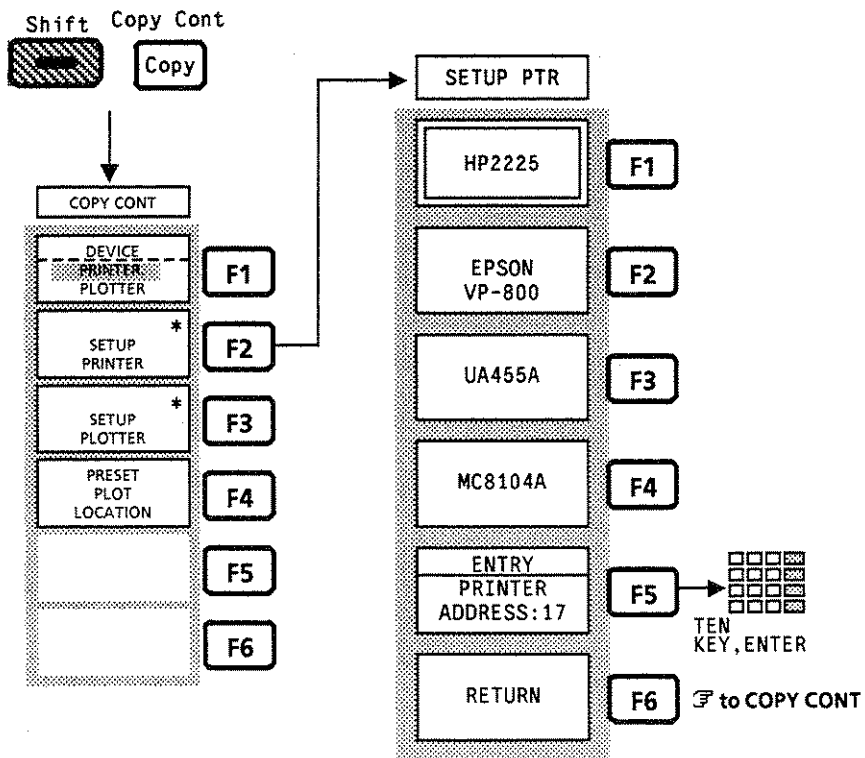 Shift Copy Cont
Copy
COPY CONT
DEVICE
PRINTER
PLOTTER
F1
*
SETUP
PRINTER
F2
*
SETUP
PLOTTER
F3
PRESET
PLOT
LOCATION
F4
F5
F6
SETUP PTR
HP2225
F1
EPSON
VP-800
F2
UA455A
F3
MC8104A
F4
ENTRY
PRINTER
ADDRESS:17
F5
TEN
KEY,ENTER
RETURN
F6
to COPY CONT